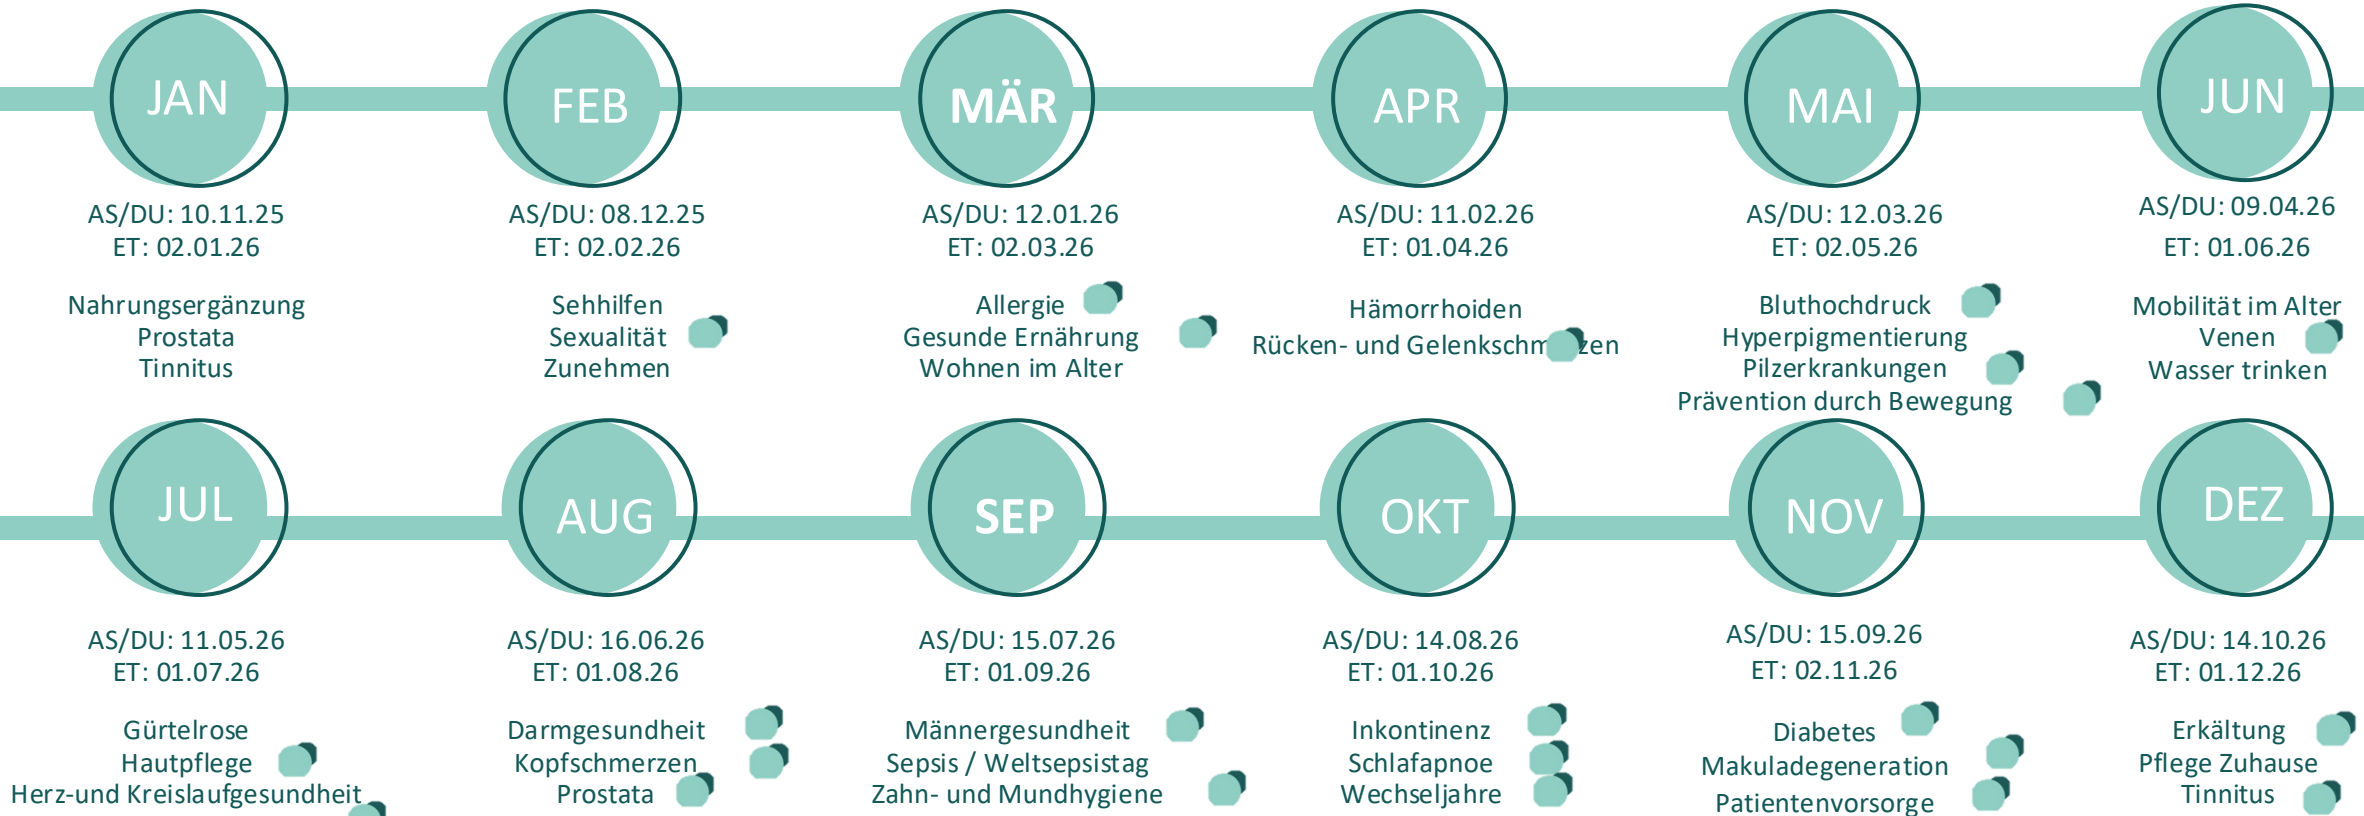 JAN
AS/DU: 10.11.25
ET: 02.01.26
Nahrungsergänzung
Prostata
Tinnitus
FEB
AS/DU: 08.12.25
ET: 02.02.26
Sehhilfen
Sexualität
Zunehmen
MÄR
AS/DU: 12.01.26
ET: 02.03.26
Allergie
Gesunde Ernährung
Wohnen im Alter
APR
AS/DU: 11.02.26
ET: 01.04.26
Hämorrhoiden
Rücken- und Gelenkschmerzen
MAI
AS/DU: 12.03.26
ET: 02.05.26
Bluthochdruck
Hyperpigmentierung
Pilzerkrankungen
Prävention durch Bewegung
JUN
AS/DU: 09.04.26
ET: 01.06.26
Mobilität im Alter
Venen
Wasser trinken
JUL
AS/DU: 11.05.26
ET: 01.07.26
Gürtelrose
Hautpflege
Herz-und Kreislaufgesundheit
AUG
AS/DU: 16.06.26
ET: 01.08.26
Darmgesundheit
Kopfschmerzen
Prostata
SEP
AS/DU: 15.07.26
ET: 01.09.26
Männergesundheit
Sepsis / Weltsepsistag
Zahn- und Mundhygiene
OKT
AS/DU: 14.08.26
ET: 01.10.26
Inkontinenz
Schlafapnoe
Wechseljahre
NOV
AS/DU: 15.09.26
ET: 02.11.26
Diabetes
Makuladegeneration
Patientenvorsorge
DEZ
AS/DU: 14.10.26
ET: 01.12.26
Erkältung
Pflege Zuhause
Tinnitus